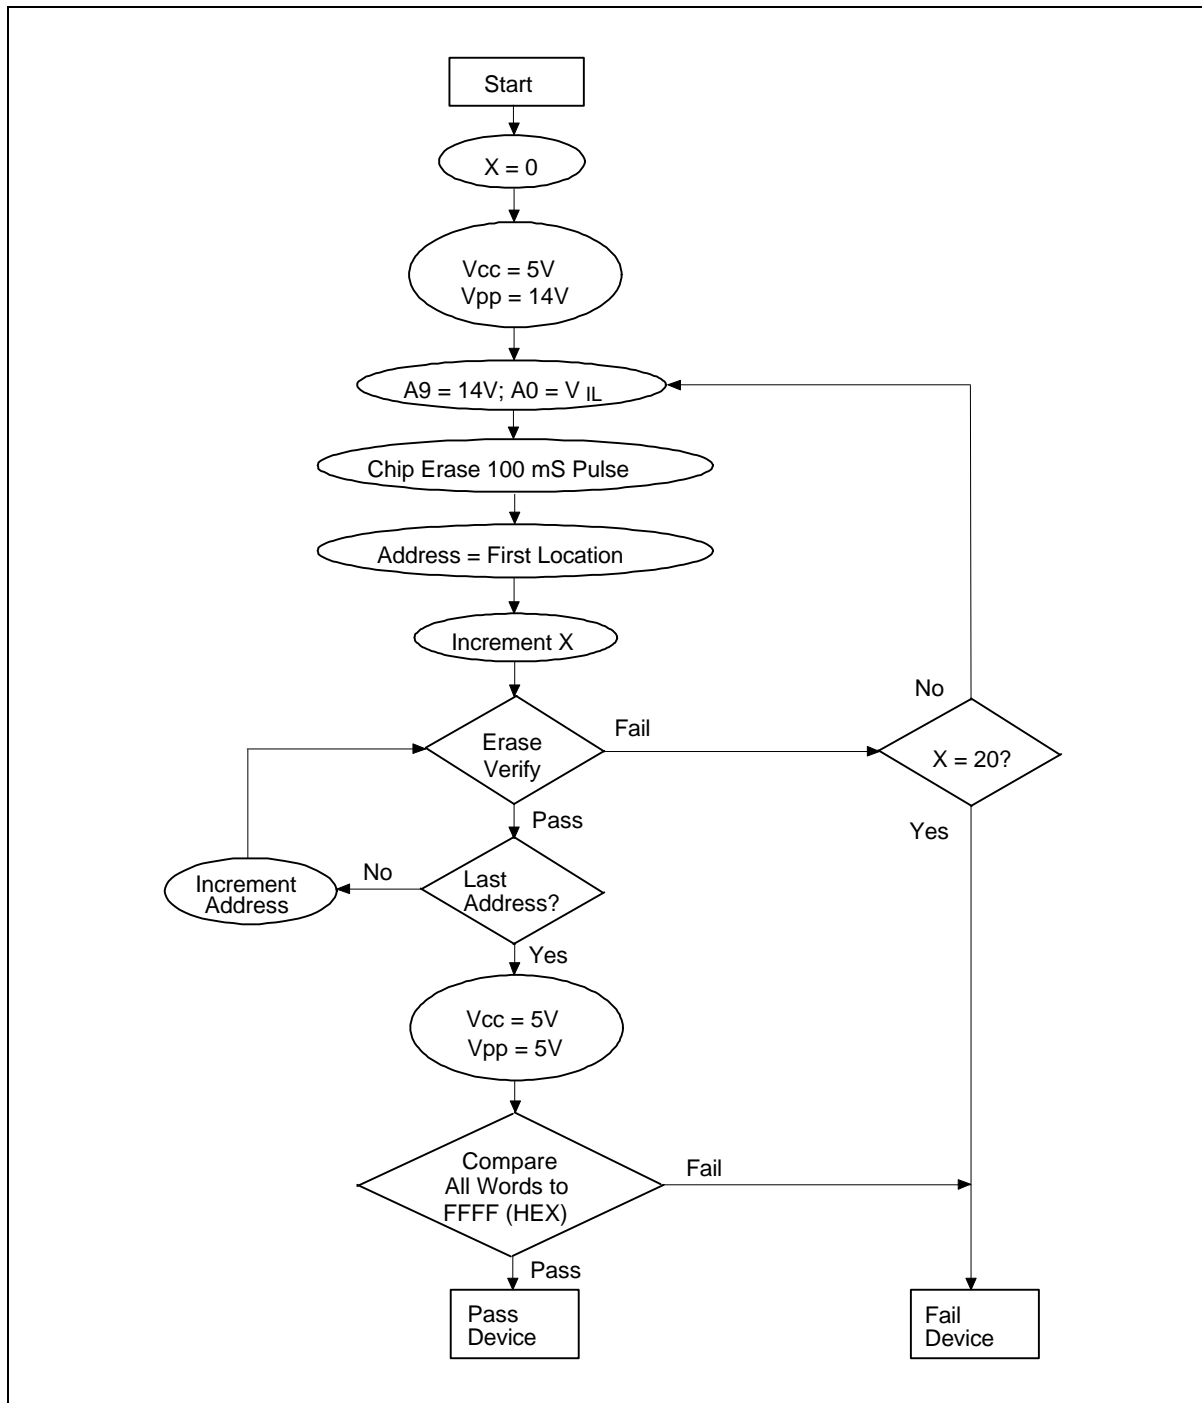 Start
X = 0
Vcc = 5V
Vpp = 14V
A9 = 14V; A0 = V IL
Chip Erase 100 mS Pulse
Address = First Location
Increment X
Erase
Verify
Fail
No
X = 20?
Yes
Pass
Last
Address?
No
Increment
Address
Yes
Vcc = 5V
Vpp = 5V
Compare
All Words to
FFFF (HEX)
Fail
Pass
Pass
Device
Fail
Device